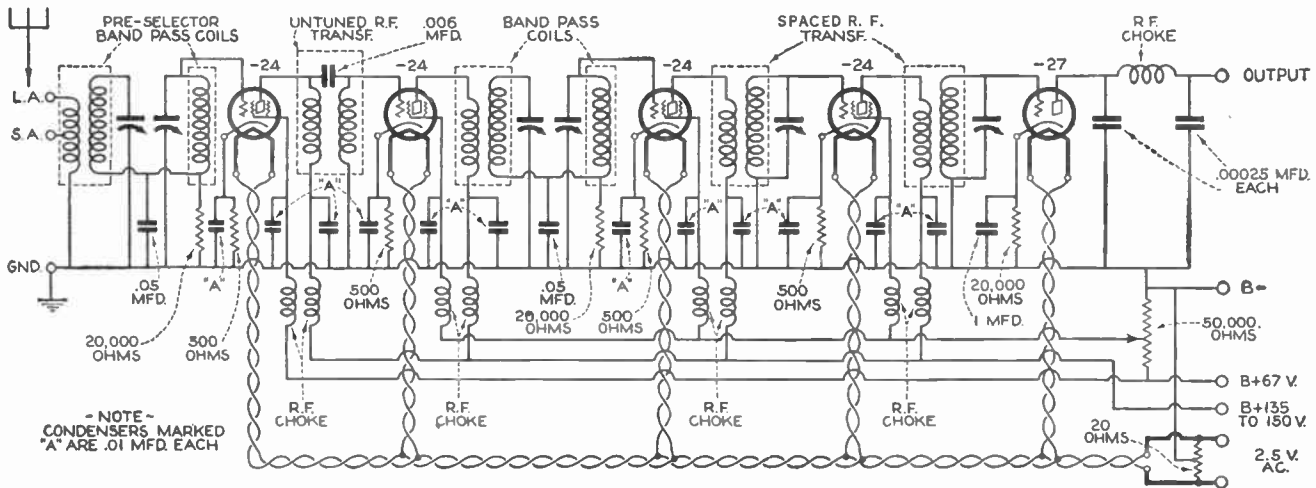 PRE-SELECTOR
BAND PASS COILS
UNTUNED R.F.
TRANSF.
.006
MFD.
BAND PASS
COILS
SPACED R. F.
TRANSF.
R.F.
CHOKE
-24
-24
-24
-24
-27
OUTPUT
L.A.
S.A.
.00025 MFD.
EACH
"A"
"A"
"A"
"A"
"A"
GND.
.05
MFD.
"A"
500
OHMS
.05
MFD.
"A"
500
OHMS
20,000
OHMS
1 MFD.
B-
20,000
OHMS
500
OHMS
20,000
OHMS
500
OHMS
50,000
OHMS
B+67 V.
R.F.
CHOKE
R.F.
CHOKE
R.F.
CHOKE
R.F.
CHOKE
B+135
TO 150 V.
- NOTE -
CONDENSERS MARKED
"A" ARE .01 MFD. EACH
20
OHMS
2.5 V.
A.C.